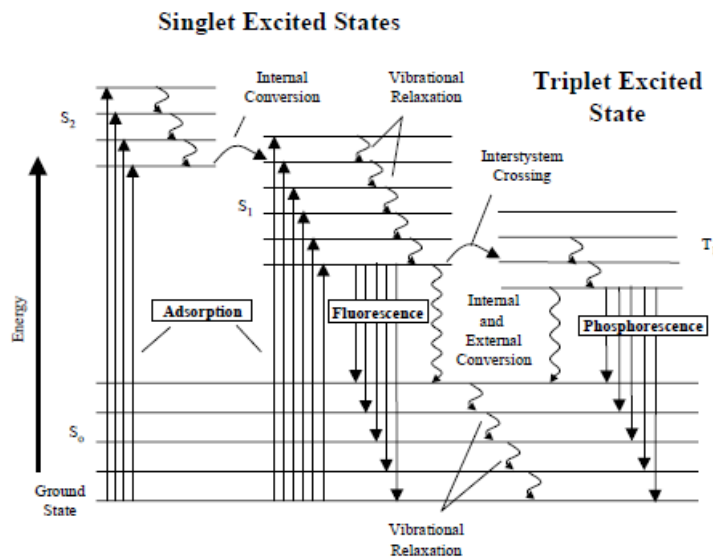 Singlet Excited States
Internal
Conversion
Vibrational
Relaxation
Triplet Excited
State
S2
Interstystem
Crossing
S1
T
Energy
Adsorption
Fluorescence
Internal
and
External
Conversion
Phosphorescence
So
Ground
State
Vibrational
Relaxation